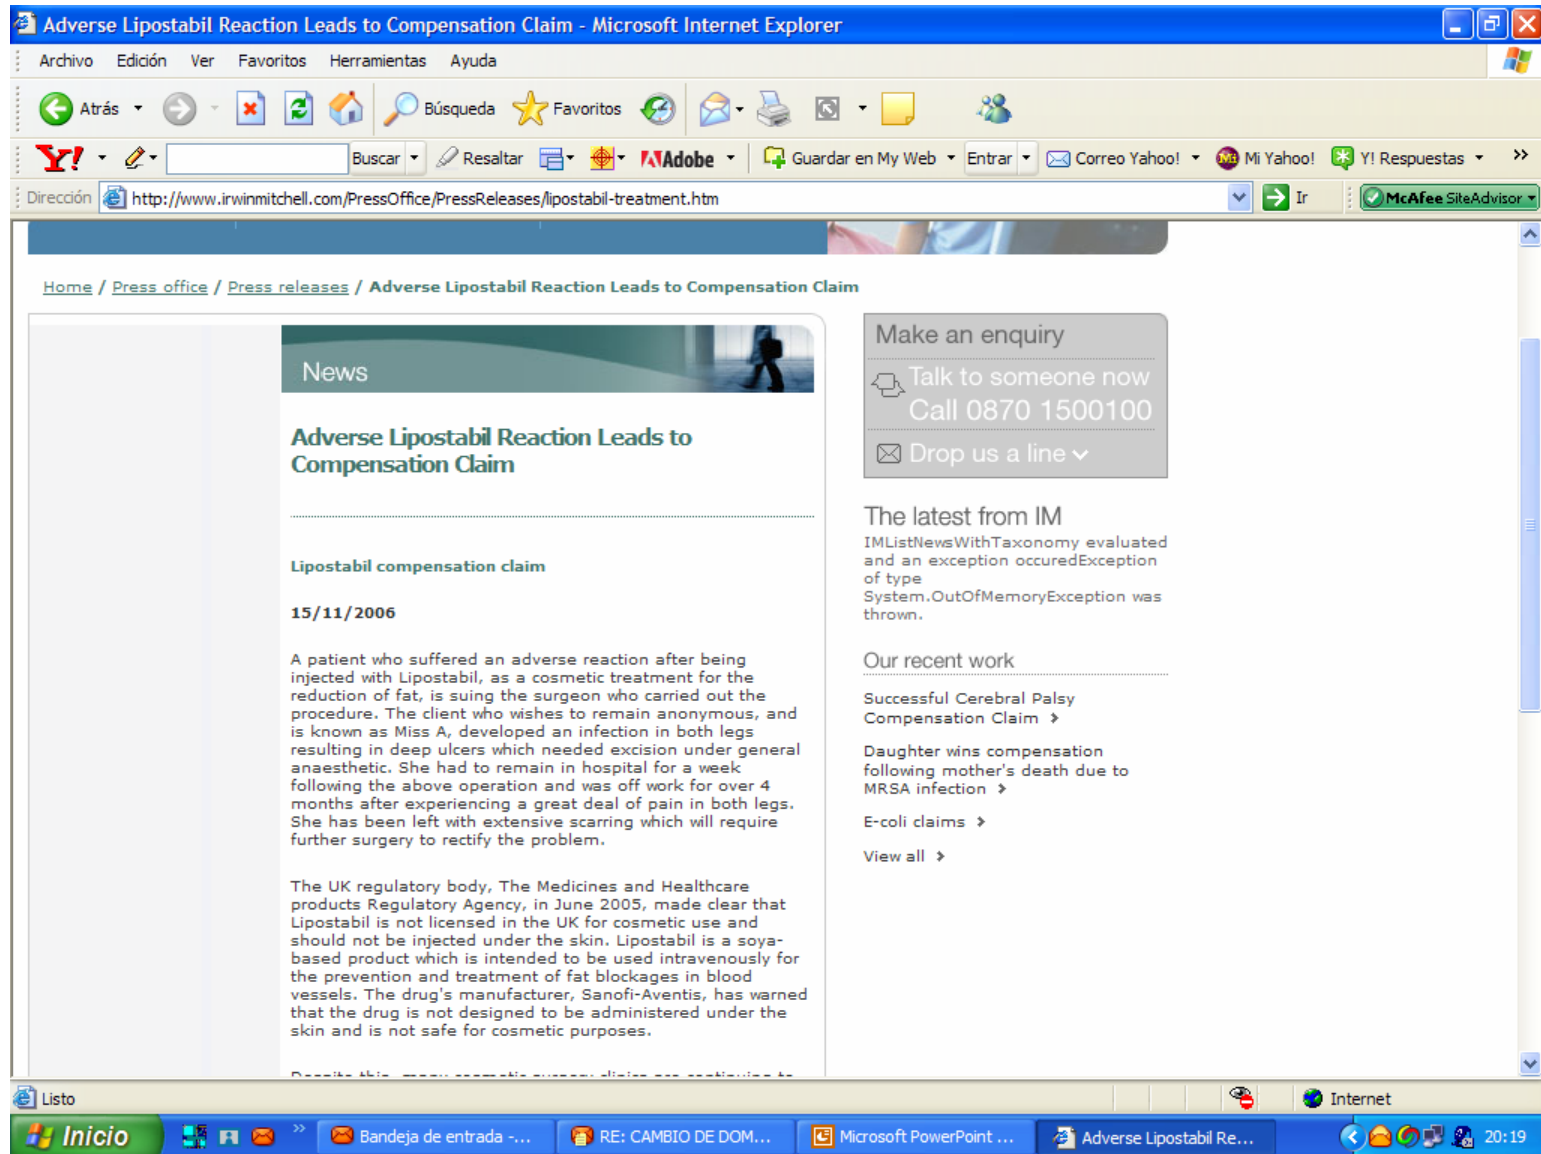 Adverse Lipostabil Reaction Leads to Compensation Claim - Microsoft Internet Explorer
Archivo Edición Ver Favoritos Herramientas Ayuda
Atrás Búsqueda Favoritos
Y! Buscar Resaltar Adobe Guardar en My Web Entrar Correo Yahoo! Mi Yahoo! Y! Respuestas >>
Dirección http://www.irwinmitchell.com/PressOffice/PressReleases/lipostabil-treatment.htm Ir McAfee SiteAdvisor
Home / Press office / Press releases / Adverse Lipostabil Reaction Leads to Compensation Claim
News
Adverse Lipostabil Reaction Leads to
Compensation Claim
Lipostabil compensation claim
15/11/2006
A patient who suffered an adverse reaction after being
injected with Lipostabil, as a cosmetic treatment for the
reduction of fat, is suing the surgeon who carried out the
procedure. The client who wishes to remain anonymous, and
is known as Miss A, developed an infection in both legs
resulting in deep ulcers which needed excision under general
anaesthetic. She had to remain in hospital for a week
following the above operation and was off work for over 4
months after experiencing a great deal of pain in both legs.
She has been left with extensive scarring which will require
further surgery to rectify the problem.
The UK regulatory body, The Medicines and Healthcare
products Regulatory Agency, in June 2005, made clear that
Lipostabil is not licensed in the UK for cosmetic use and
should not be injected under the skin. Lipostabil is a soya-
based product which is intended to be used intravenously for
the prevention and treatment of fat blockages in blood
vessels. The drug's manufacturer, Sanofi-Aventis, has warned
that the drug is not designed to be administered under the
skin and is not safe for cosmetic purposes.
Despite this, many cosmetic surgery clinics are continuing to
Make an enquiry
Talk to someone now
Call 0870 1500100
Drop us a line
The latest from IM
IMListNewsWithTaxonomy evaluated
and an exception occuredException
of type
System.OutOfMemoryException was
thrown.
Our recent work
Successful Cerebral Palsy
Compensation Claim
Daughter wins compensation
following mother's death due to
MRSA infection
E-coli claims
View all
Listo Internet
Inicio >> Bandeja de entrada -... RE: CAMBIO DE DOM... Microsoft PowerPoint ... Adverse Lipostabil Re... 20:19